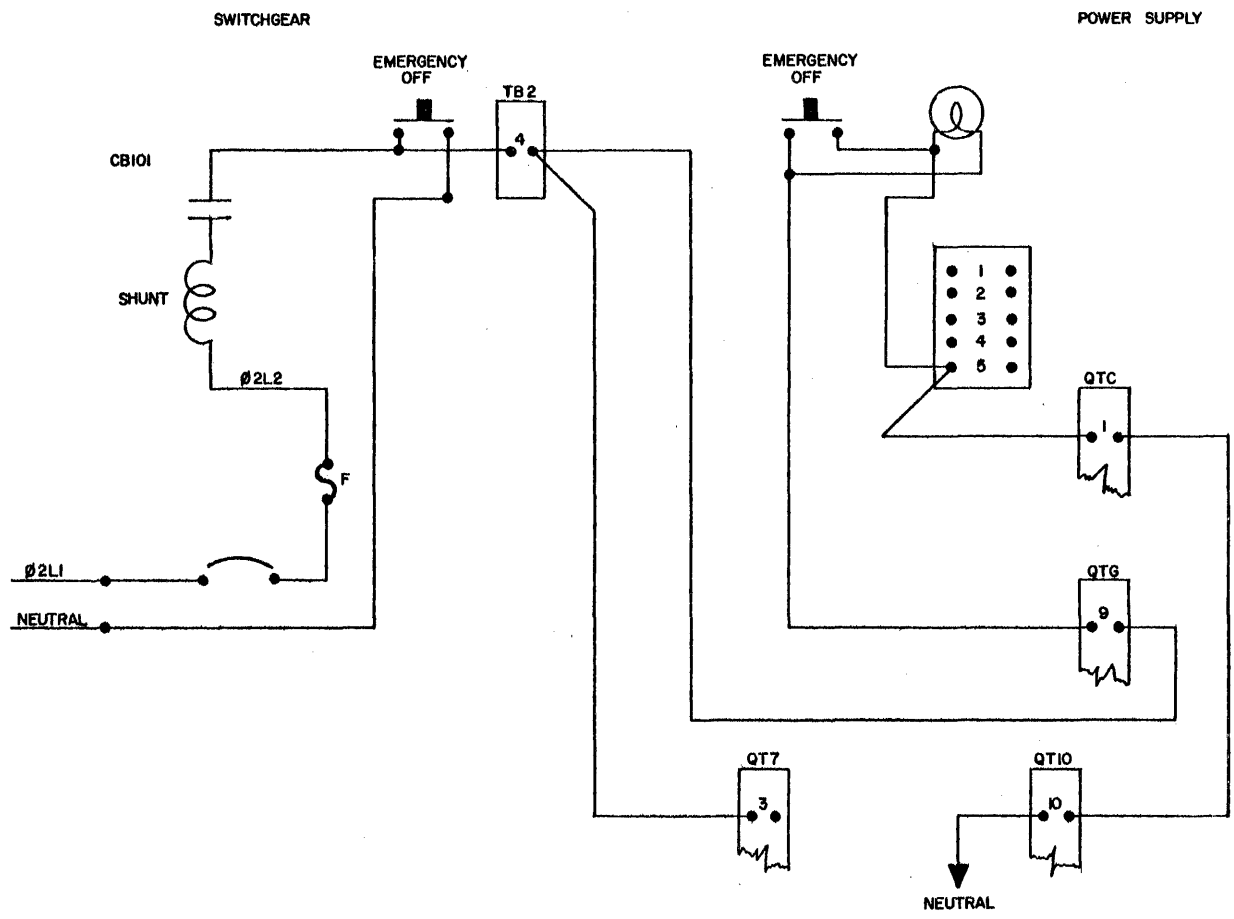 SWITCHGEAR
POWER SUPPLY
EMERGENCY
OFF
TB2
4
EMERGENCY
OFF
CB101
SHUNT
Ø2L2
F
Ø2L1
NEUTRAL
1
2
3
4
5
QTC
1
QTG
9
QT7
3
QT10
10
NEUTRAL